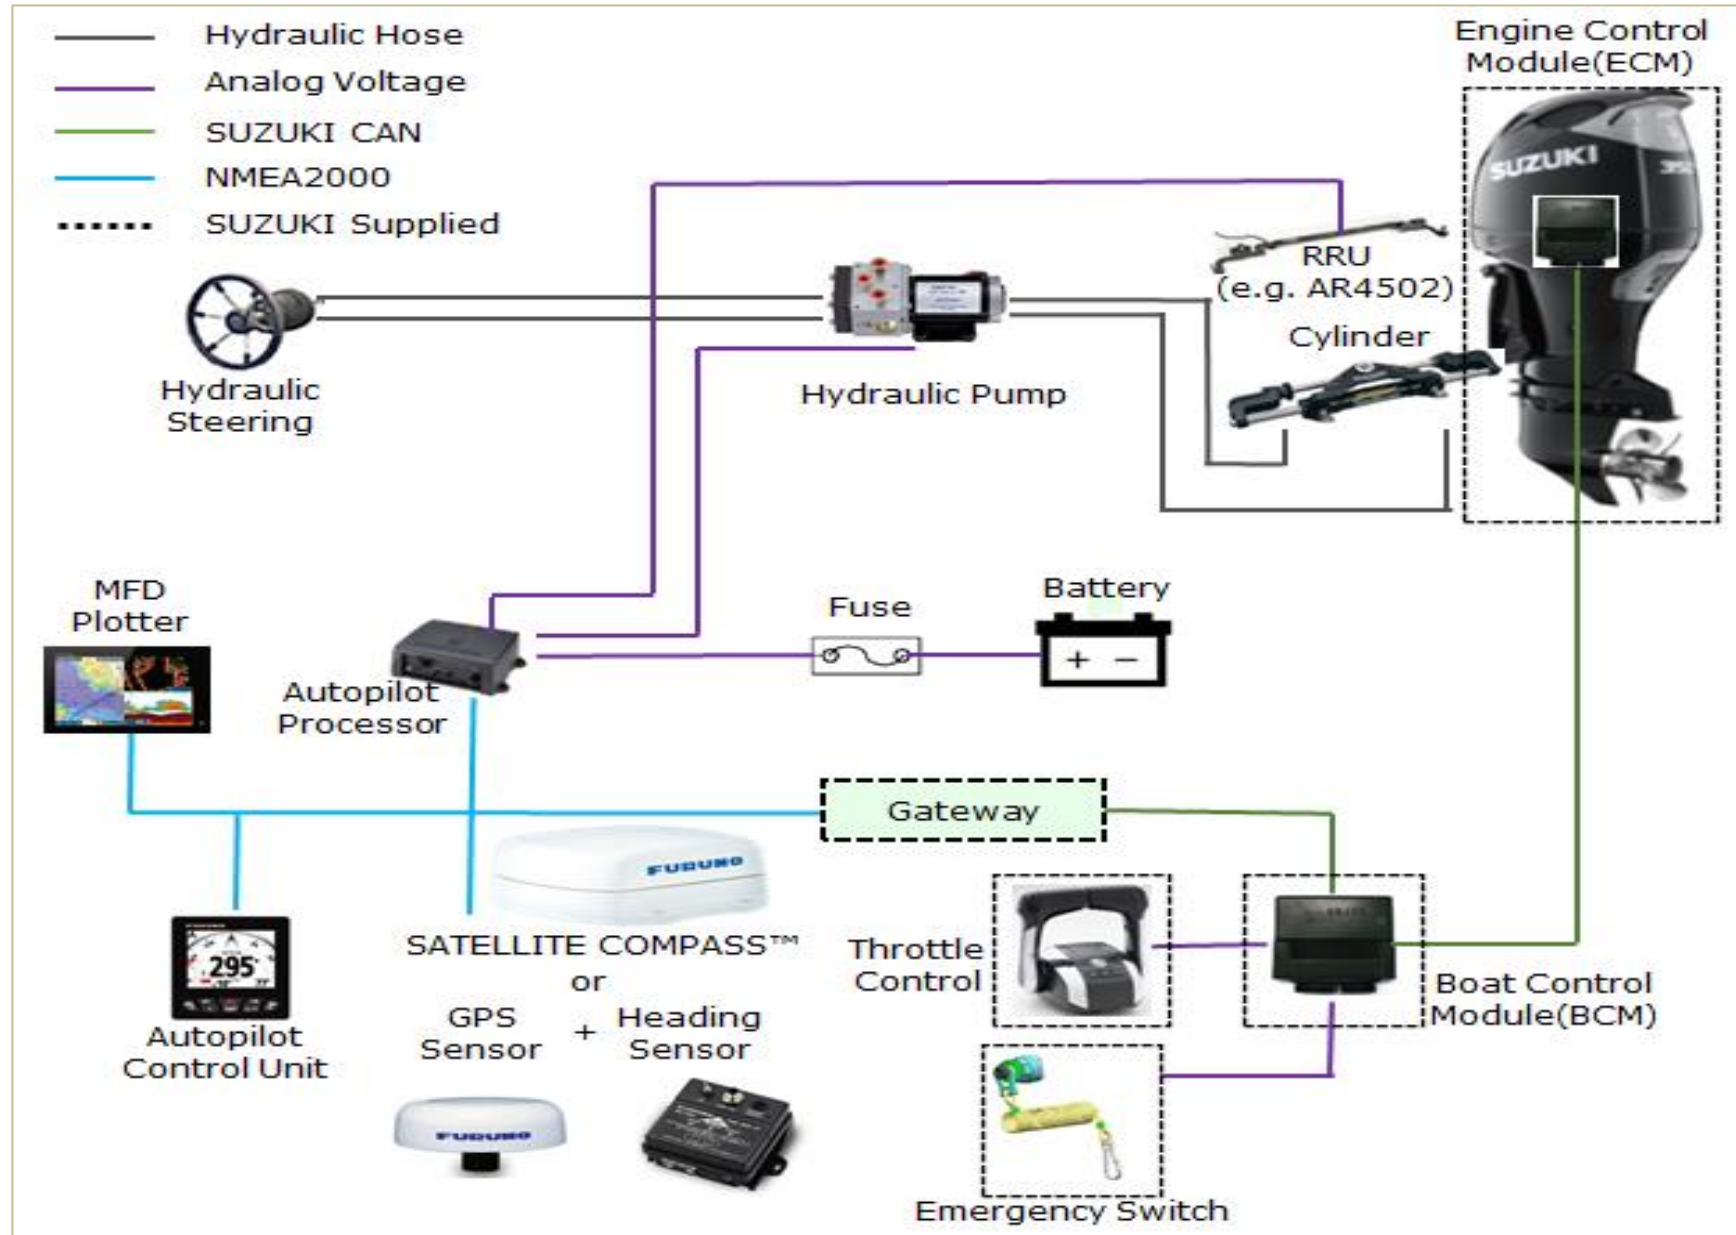 Hydraulic Hose
Analog Voltage
SUZUKI CAN
NMEA2000
SUZUKI Supplied
Engine Control
Module(ECM)
SUZUKI
RRU
(e.g. AR4502)
Cylinder
Hydraulic
Steering
Hydraulic Pump
MFD
Plotter
Autopilot
Processor
Fuse
Battery
+ −
Gateway
FURUNO
295
SATELLITE COMPASS™
or
GPS
Sensor
+
Heading
Sensor
Autopilot
Control Unit
FURUNO
Throttle
Control
Boat Control
Module(BCM)
Emergency Switch